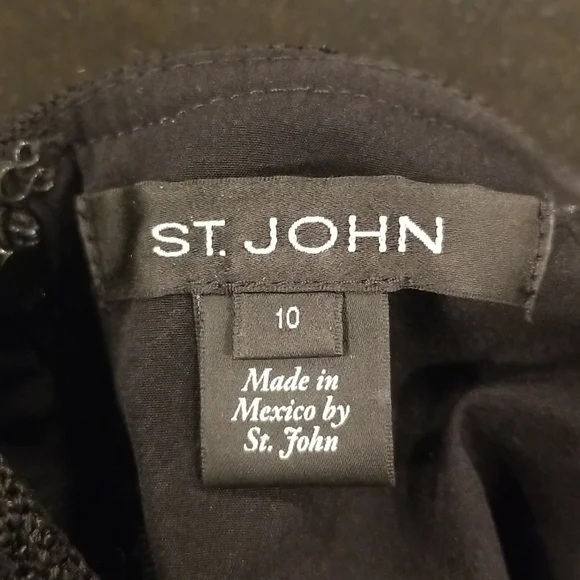 ST. JOHN
10
Made in
Mexico by
St. John